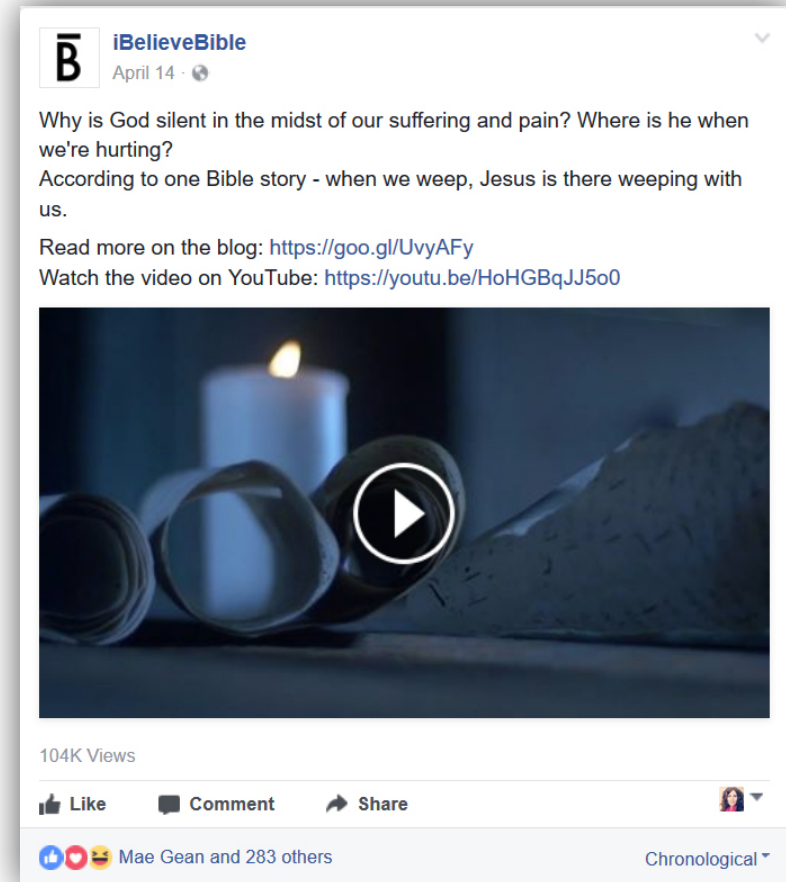 B̄
iBelieveBible
April 14 ·
Why is God silent in the midst of our suffering and pain? Where is he when
we're hurting?
According to one Bible story - when we weep, Jesus is there weeping with
us.
Read more on the blog: https://goo.gl/UvyAFy
Watch the video on YouTube: https://youtu.be/HoHGBqJJ5o0
104K Views
Like Comment Share
Mae Gean and 283 others Chronological